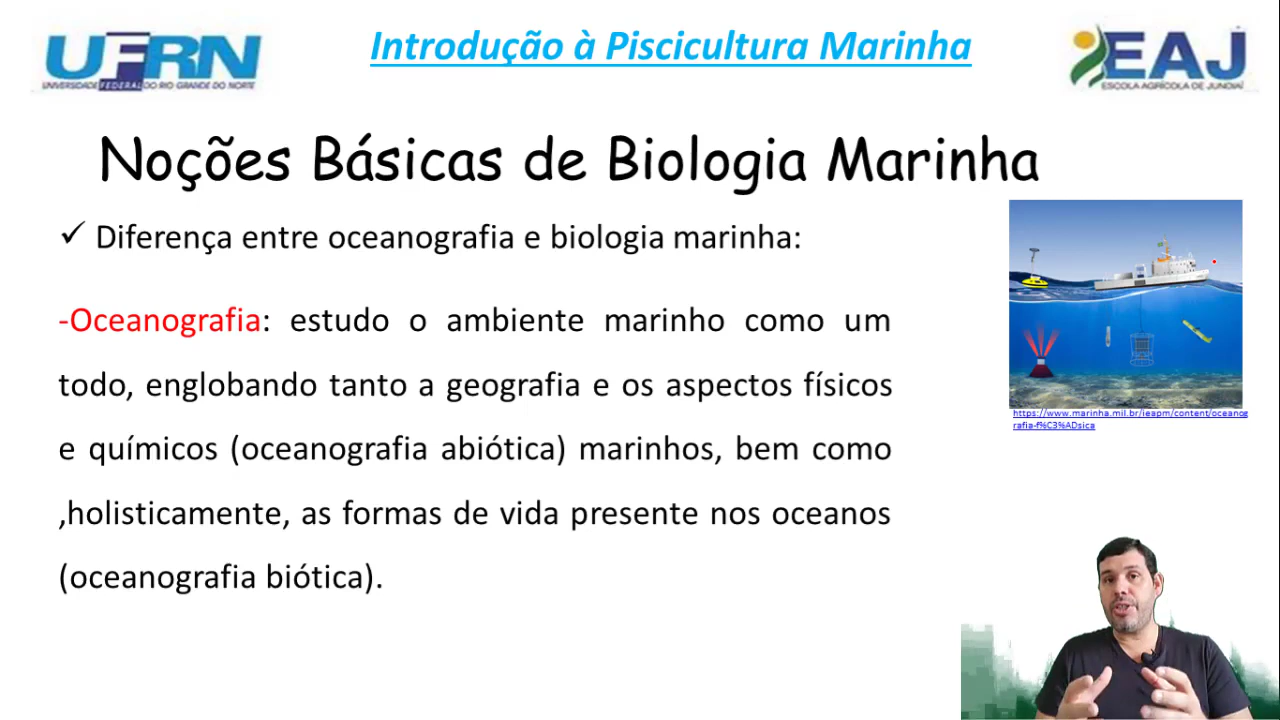 UFRN
UNIVERSIDADE FEDERAL DO RIO GRANDE DO NORTE
Introdução à Piscicultura Marinha
EAJ
ESCOLA AGRÍCOLA DE JUNDIAÍ
Noções Básicas de Biologia Marinha
✓ Diferença entre oceanografia e biologia marinha:
-Oceanografia: estudo o ambiente marinho como um
todo, englobando tanto a geografia e os aspectos físicos
e químicos (oceanografia abiótica) marinhos, bem como
,holisticamente, as formas de vida presente nos oceanos
(oceanografia biótica).
https://www.marinha.mil.br/ieapm/content/oceanog
rafia-f%C3%ADsica